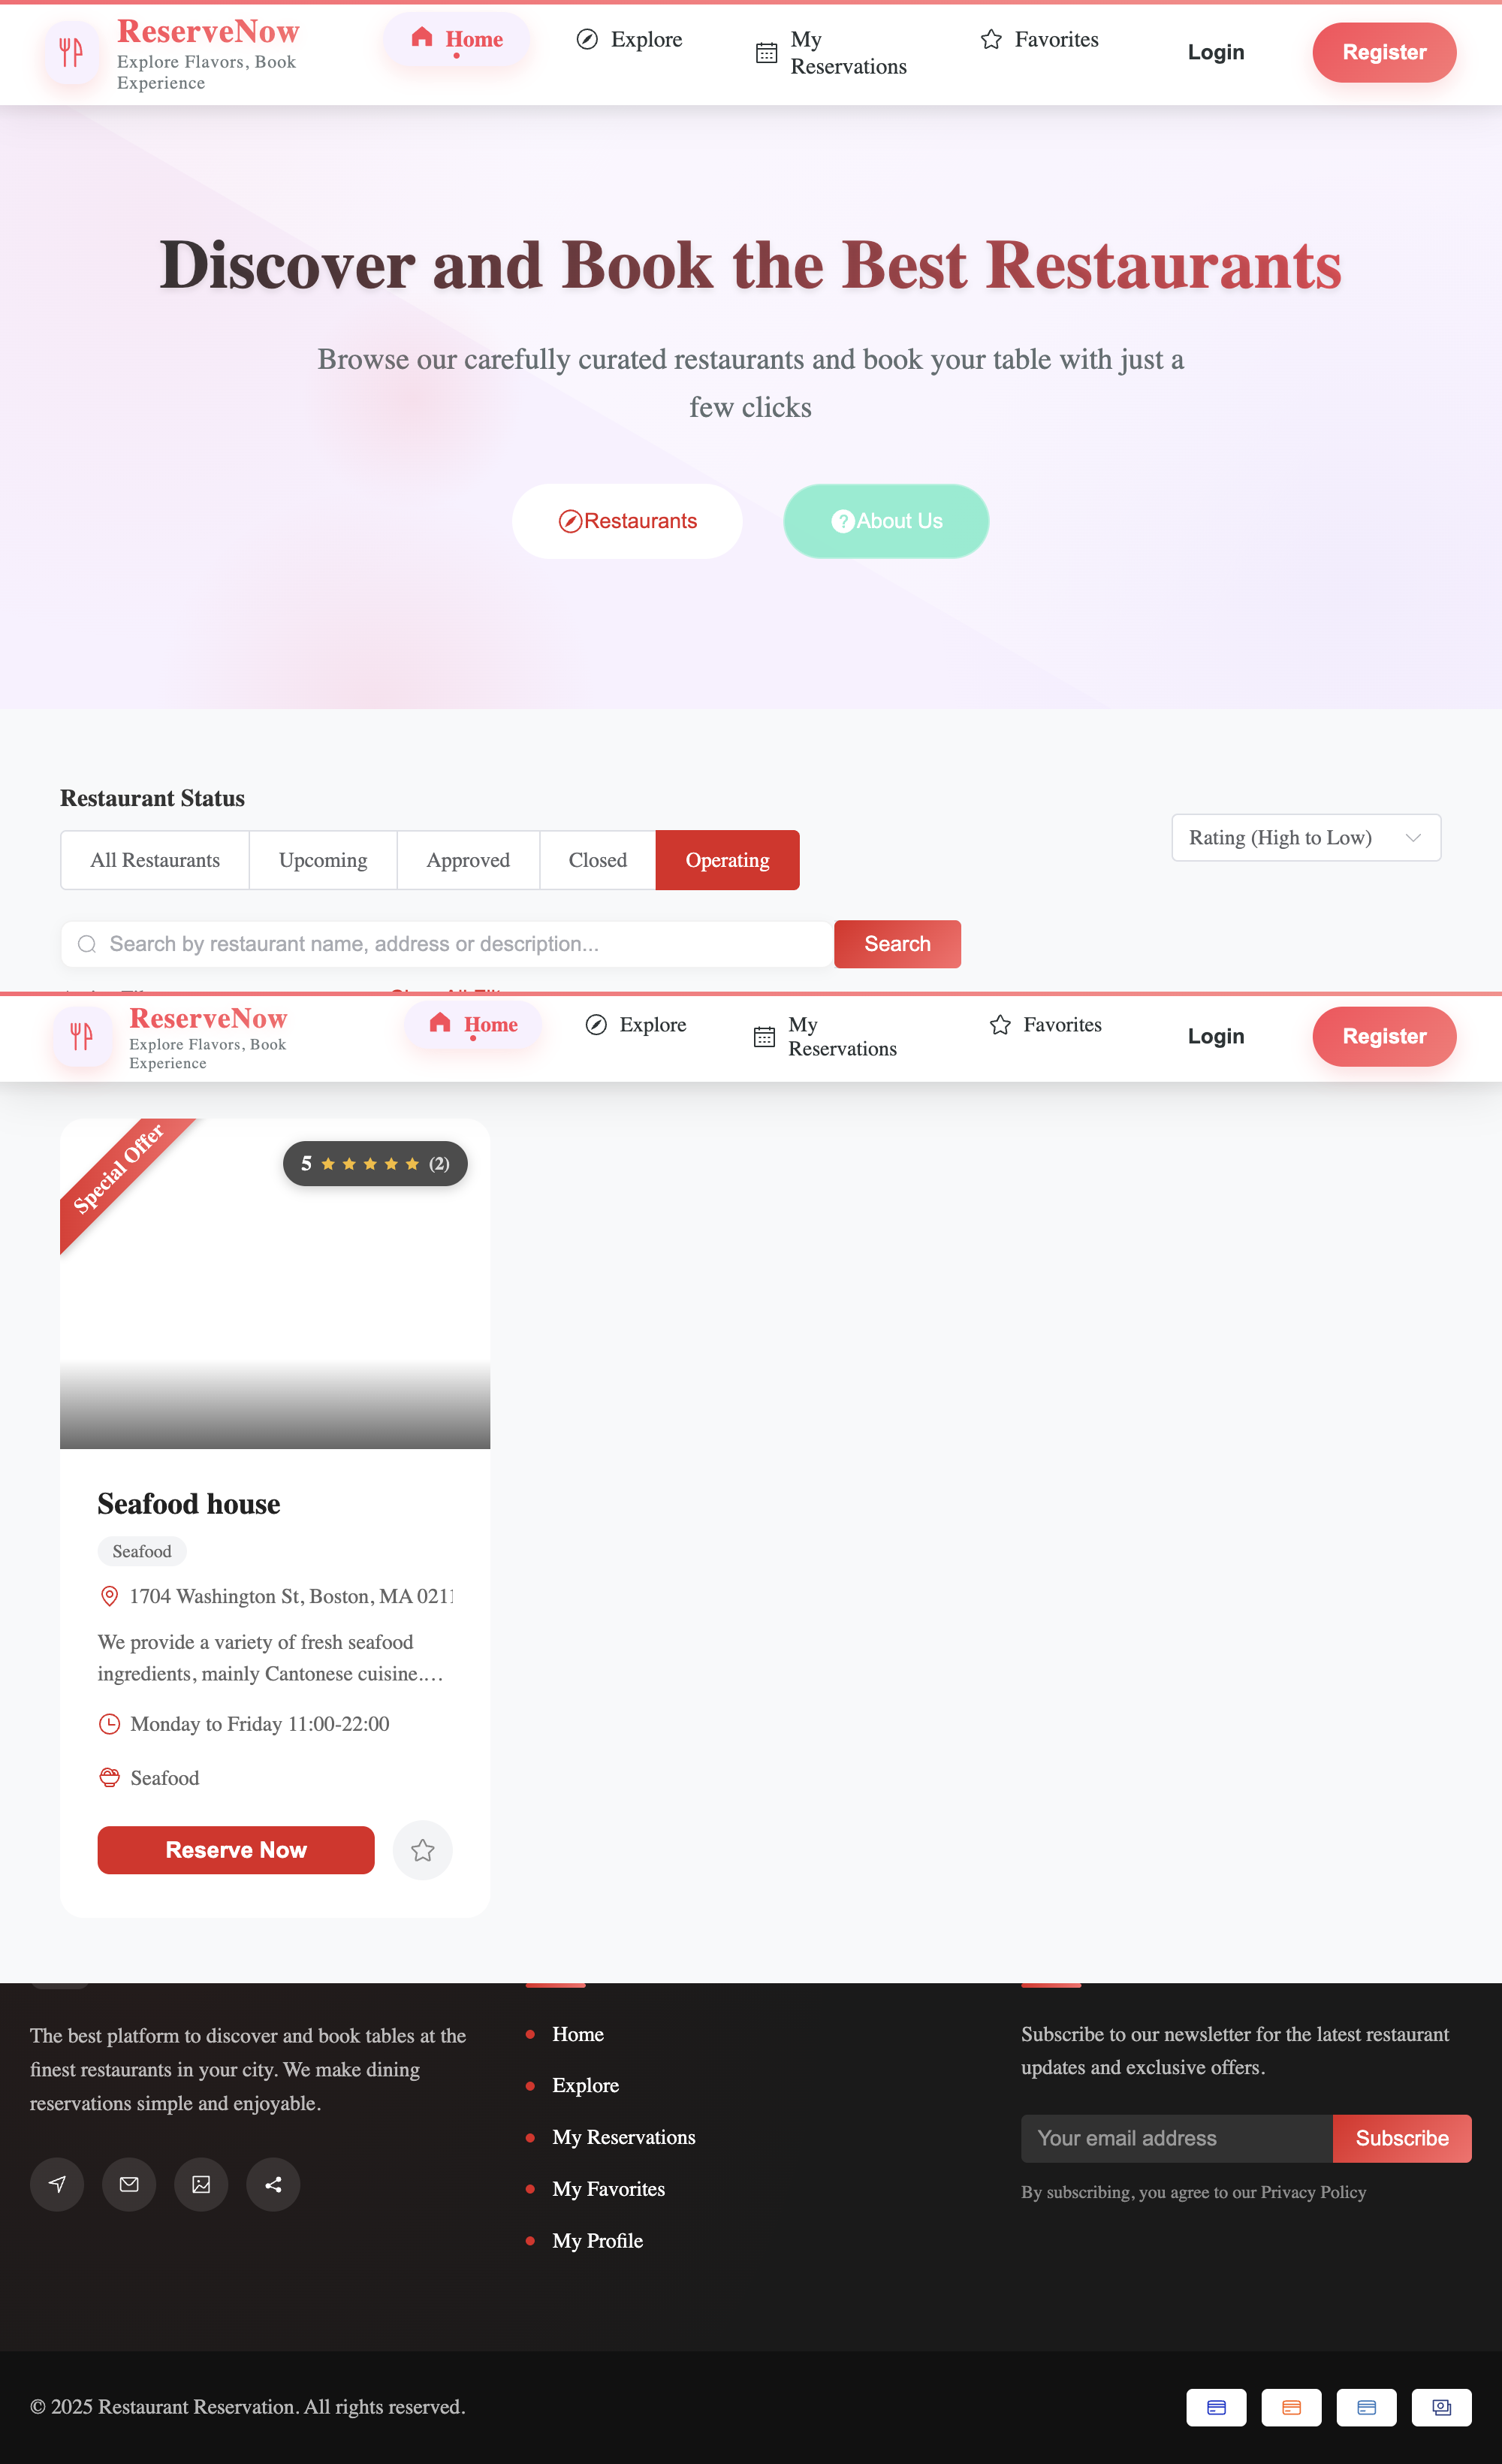 ReserveNow
Explore Flavors, Book
Experience
Home
Explore
My
Reservations
Favorites
Login
Register
Discover and Book the Best Restaurants
Browse our carefully curated restaurants and book your table with just a
few clicks
Restaurants
About Us
Restaurant Status
All Restaurants
Upcoming
Approved
Closed
Operating
Rating (High to Low)
Search by restaurant name, address or description...
Search
ReserveNow
Explore Flavors, Book
Experience
Home
Explore
My
Reservations
Favorites
Login
Register
Special Offer
5 (2)
Seafood house
Seafood
1704 Washington St, Boston, MA 0211
We provide a variety of fresh seafood
ingredients, mainly Cantonese cuisine.…
Monday to Friday 11:00-22:00
Seafood
Reserve Now
The best platform to discover and book tables at the
finest restaurants in your city. We make dining
reservations simple and enjoyable.
Home
Explore
My Reservations
My Favorites
My Profile
Subscribe to our newsletter for the latest restaurant
updates and exclusive offers.
Your email address
Subscribe
By subscribing, you agree to our Privacy Policy
© 2025 Restaurant Reservation. All rights reserved.